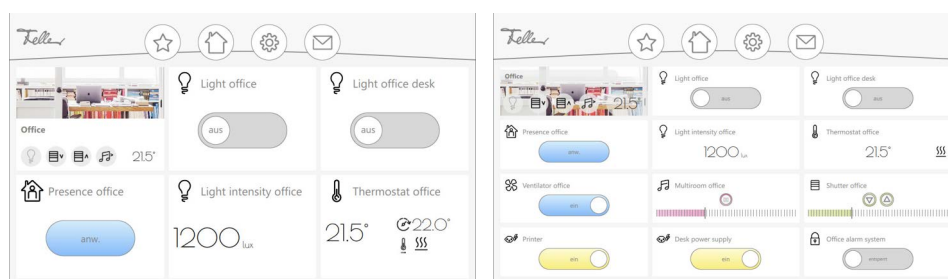 Feller
Light office
Light office desk
aus
aus
Office
21.5°
Presence office
Light intensity office
Thermostat office
anw.
1200 lux
21.5°
22.0°
Feller
Office
21.5°
Light office
Light office desk
aus
aus
Presence office
Light intensity office
Thermostat office
anw.
1200 lux
21.5°
Ventilator office
Multiroom office
Shutter office
ein
Printer
Desk power supply
Office alarm system
ein
ein
entsperrt